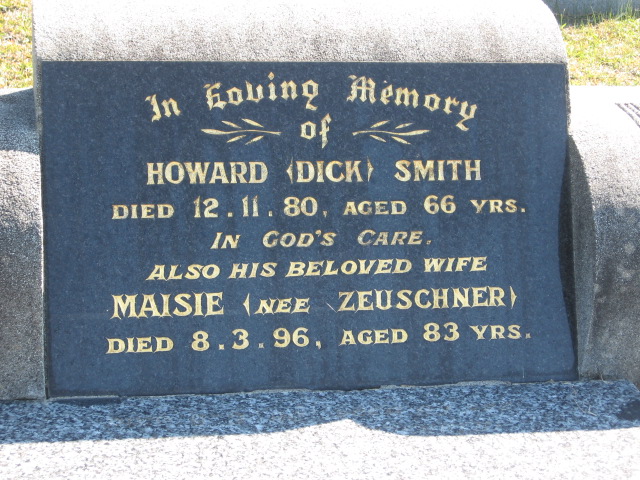 In Loving Memory
of
HOWARD (DICK) SMITH
DIED 12.11.80, AGED 66 YRS.
IN GOD'S CARE.
ALSO HIS BELOVED WIFE
MAISIE (NEE ZEUSCHNER)
DIED 8.3.96, AGED 83 YRS.